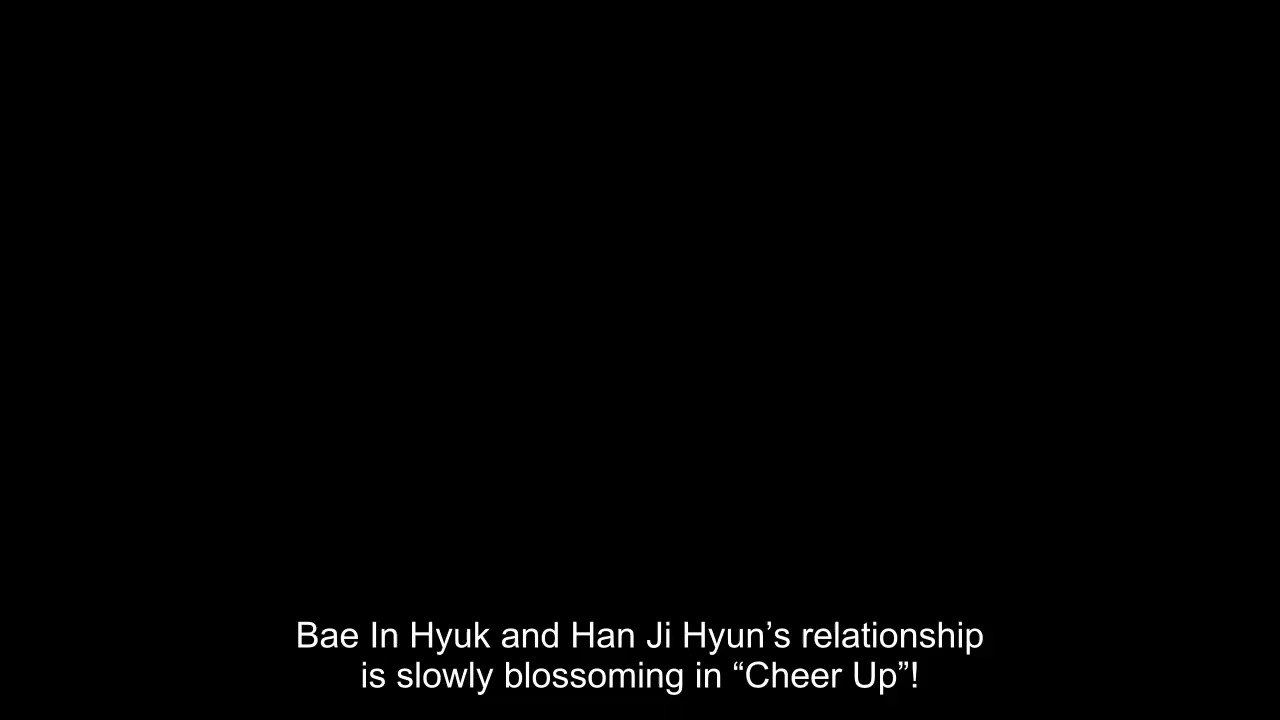 Bae In Hyuk and Han Ji Hyun’s relationship
is slowly blossoming in “Cheer Up”!